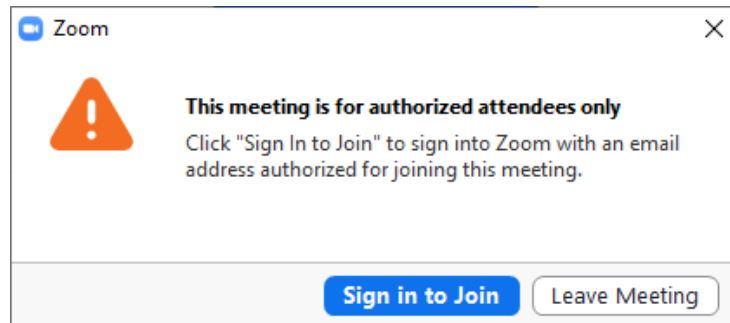 Zoom
This meeting is for authorized attendees only
Click "Sign In to Join" to sign into Zoom with an email
address authorized for joining this meeting.
Sign in to Join
Leave Meeting